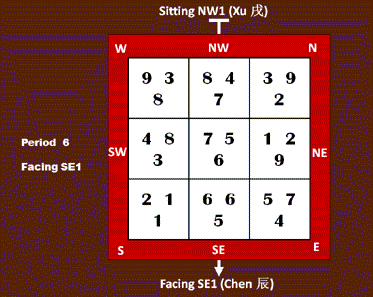 Sitting NW1 (Xu 戌)
W NW N
9 3 8 4 3 9
8 7 2
Period 6
4 8 7 5 1 2
SW NE
3 6 9
Facing SE1
2 1 6 6 5 7
1 5 4
S SE E
Facing SE1 (Chen 辰)